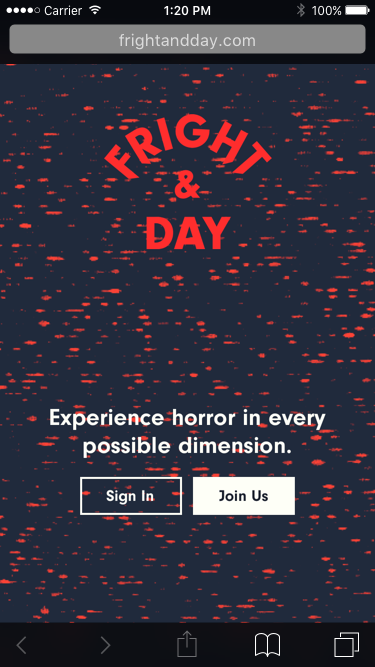 Carrier 1:20 PM 100%
frightandday.com
FRIGHT
&
DAY
Experience horror in every
possible dimension.
Sign In Join Us